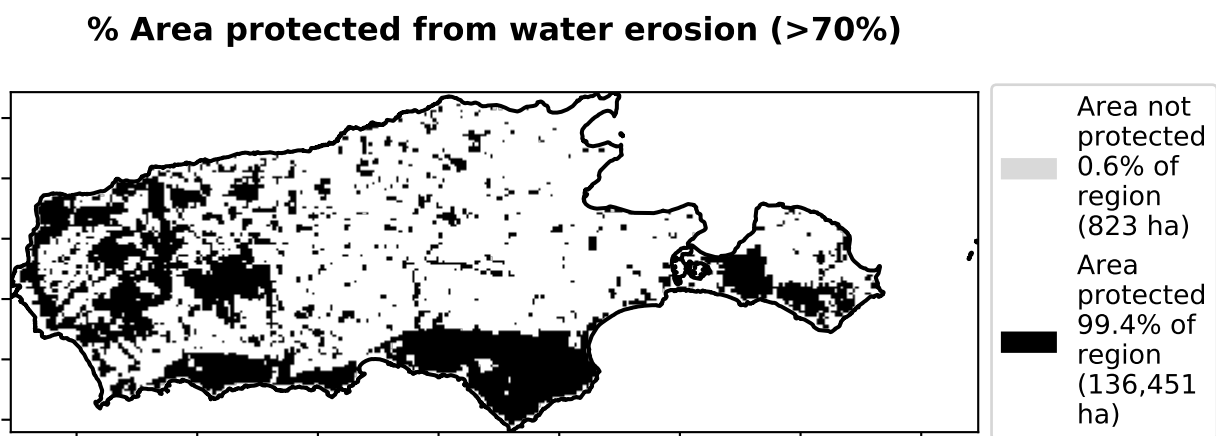 % Area protected from water erosion (>70%)
Area not
protected
0.6% of
region
(823 ha)
Area
protected
99.4% of
region
(136,451
ha)